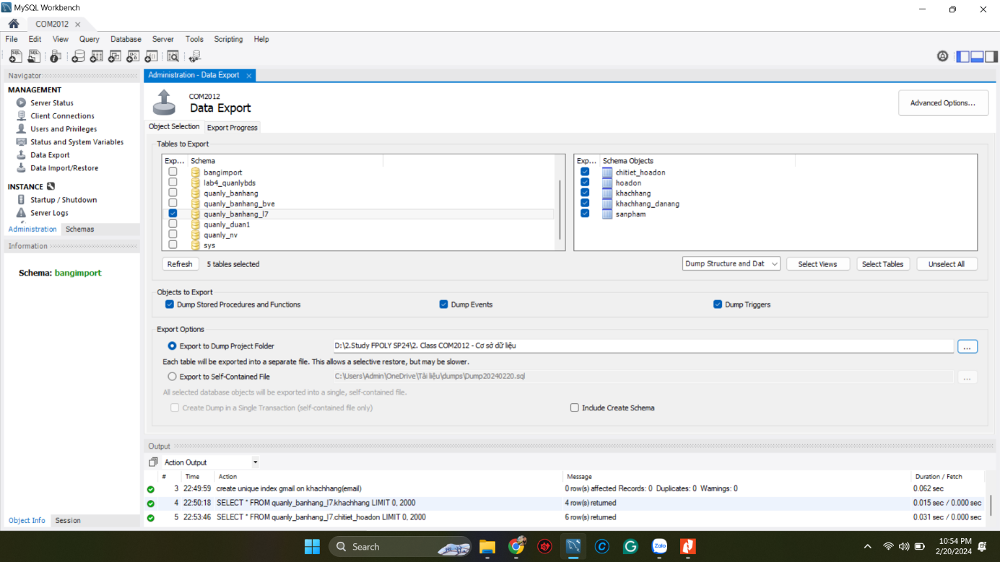 MySQL Workbench
COM2012
File Edit View Query Database Server Tools Scripting Help
Navigator
MANAGEMENT
Server Status
Client Connections
Users and Privileges
Status and System Variables
Data Export
Data Import/Restore
INSTANCE
Startup / Shutdown
Server Logs
Administration Schemas
Information
Schema: bangimport
Object Info Session
Administration - Data Export
COM2012
Data Export
Advanced Options...
Object Selection Export Progress
Tables to Export
Exp... Schema
bangimport
lab4_quanlybds
quanly_banhang
quanly_banhang_bve
quanly_banhang_l7
quanly_duan1
quanly_nv
sys
Exp... Schema Objects
chitiet_hoadon
hoadon
khachhang
khachhang_danang
sanpham
Refresh 5 tables selected Dump Structure and Dat Select Views Select Tables Unselect All
Objects to Export
Dump Stored Procedures and Functions Dump Events Dump Triggers
Export Options
Export to Dump Project Folder D:\2.Study FPOLY SP24\2. Class COM2012 - Cơ sở dữ liệu ...
Each table will be exported into a separate file. This allows a selective restore, but may be slower.
Export to Self-Contained File C:\Users\Admin\OneDrive\Tài liệu\dumps\Dump20240220.sql ...
All selected database objects will be exported into a single, self-contained file.
Create Dump in a Single Transaction (self-contained file only) Include Create Schema
Output
Action Output
# Time Action Message Duration / Fetch
3 22:49:59 create unique index gmail on khachhang(email) 0 row(s) affected Records: 0 Duplicates: 0 Warnings: 0 0.062 sec
4 22:50:18 SELECT * FROM quanly_banhang_l7.khachhang LIMIT 0, 2000 4 row(s) returned 0.015 sec / 0.000 sec
5 22:53:46 SELECT * FROM quanly_banhang_l7.chitiet_hoadon LIMIT 0, 2000 6 row(s) returned 0.031 sec / 0.000 sec
Search
Zalo
10:54 PM
2/20/2024